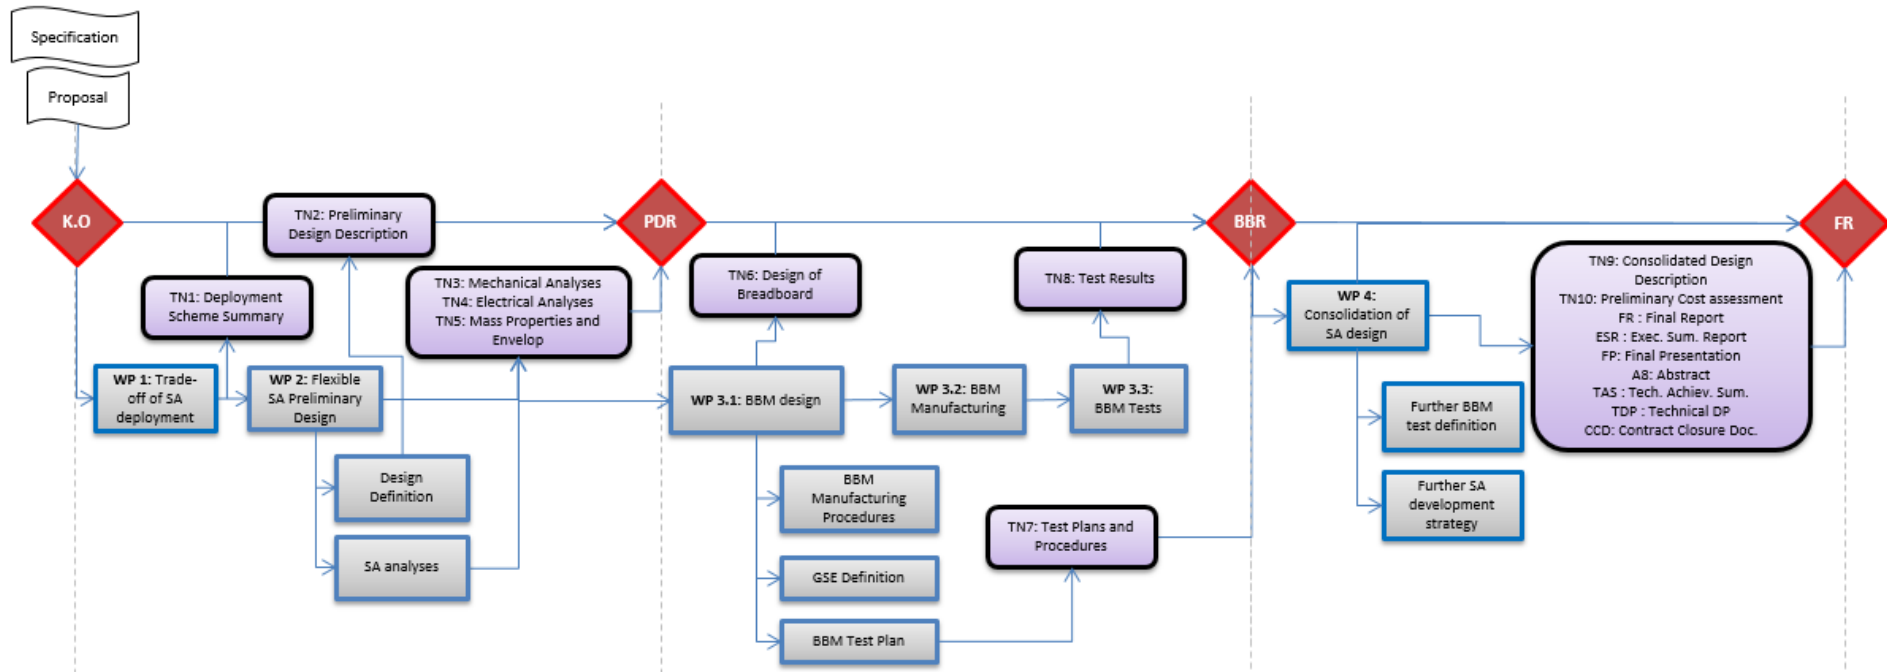 Specification
Proposal
K.O
TN2: Preliminary
Design Description
PDR
BBR
FR
TN1: Deployment
Scheme Summary
TN3: Mechanical Analyses
TN4: Electrical Analyses
TN5: Mass Properties and
Envelop
TN6: Design of
Breadboard
TN8: Test Results
WP 4:
Consolidation of
SA design
TN9: Consolidated Design
Description
TN10: Preliminary Cost assessment
FR : Final Report
ESR : Exec. Sum. Report
FP: Final Presentation
A8: Abstract
TAS : Tech. Achiev. Sum.
TDP : Technical DP
CCD: Contract Closure Doc.
WP 1: Trade-
off of SA
deployment
WP 2: Flexible
SA Preliminary
Design
WP 3.1: BBM design
WP 3.2: BBM
Manufacturing
WP 3.3:
BBM Tests
Further BBM
test definition
Design
Definition
BBM
Manufacturing
Procedures
Further SA
development
strategy
TN7: Test Plans and
Procedures
SA analyses
GSE Definition
BBM Test Plan